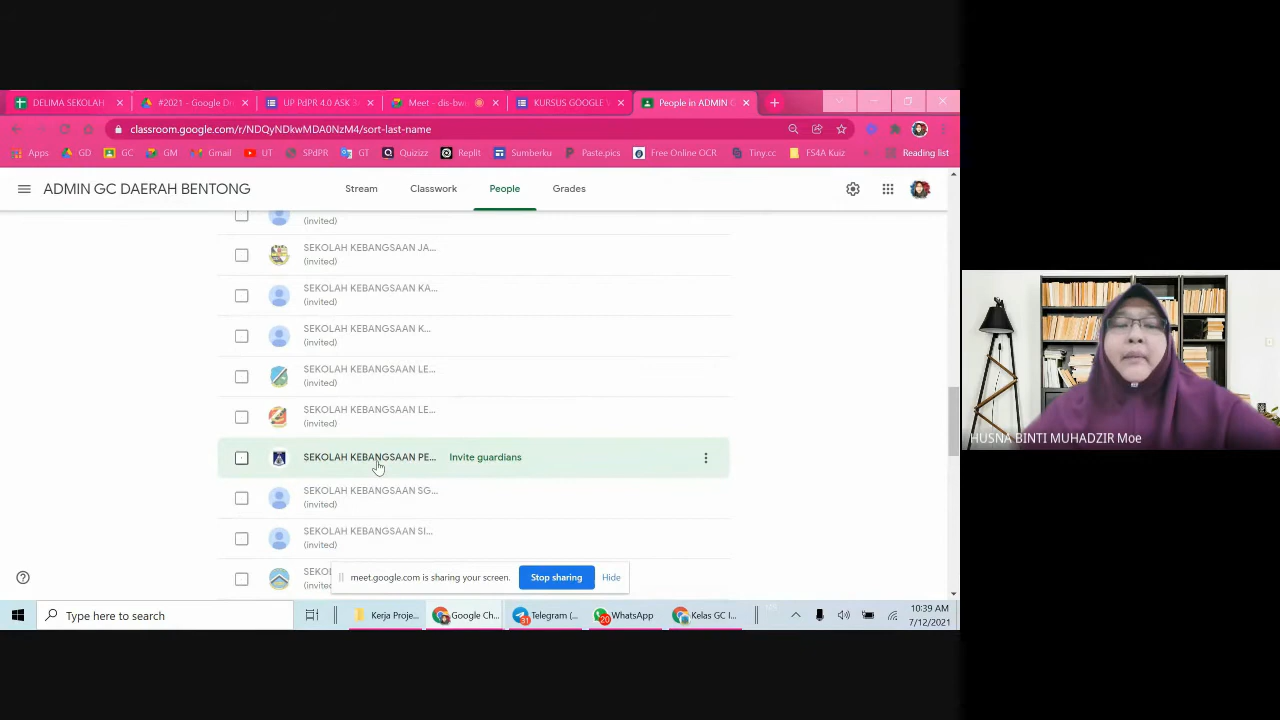 DELIMA SEKOLAH
#2021 - Google Dr
UP PdPR 4.0 ASK
Meet - dis-bw
KURSUS GOOGLE
People in ADMIN
classroom.google.com/r/NDQyNDkwMDA0NzM4/sort-last-name
Apps GD GC GM Gmail UT SPdPR GT Quizizz Replit Sumberku Paste.pics Free Online OCR Tiny.cc FS4A Kuiz Reading list
ADMIN GC DAERAH BENTONG
Stream Classwork People Grades
(invited)
SEKOLAH KEBANGSAAN JA...
(invited)
SEKOLAH KEBANGSAAN KA...
(invited)
SEKOLAH KEBANGSAAN K...
(invited)
SEKOLAH KEBANGSAAN LE...
(invited)
SEKOLAH KEBANGSAAN LE...
(invited)
SEKOLAH KEBANGSAAN PE... Invite guardians
SEKOLAH KEBANGSAAN SG...
(invited)
SEKOLAH KEBANGSAAN SI...
(invited)
meet.google.com is sharing your screen. Stop sharing Hide
Type here to search
Kerja Proje...
Google Ch...
Telegram (...
31
WhatsApp
20
Kelas GC I...
10:39 AM
7/12/2021
HUSNA BINTI MUHADZIR Moe